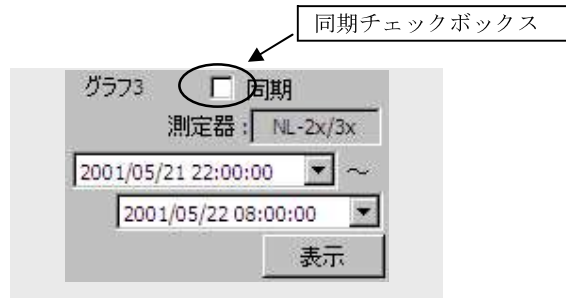 同期チェックボックス
グラフ3 同期
測定器: NL-2x/3x
2001/05/21 22:00:00 ～
2001/05/22 08:00:00
表示